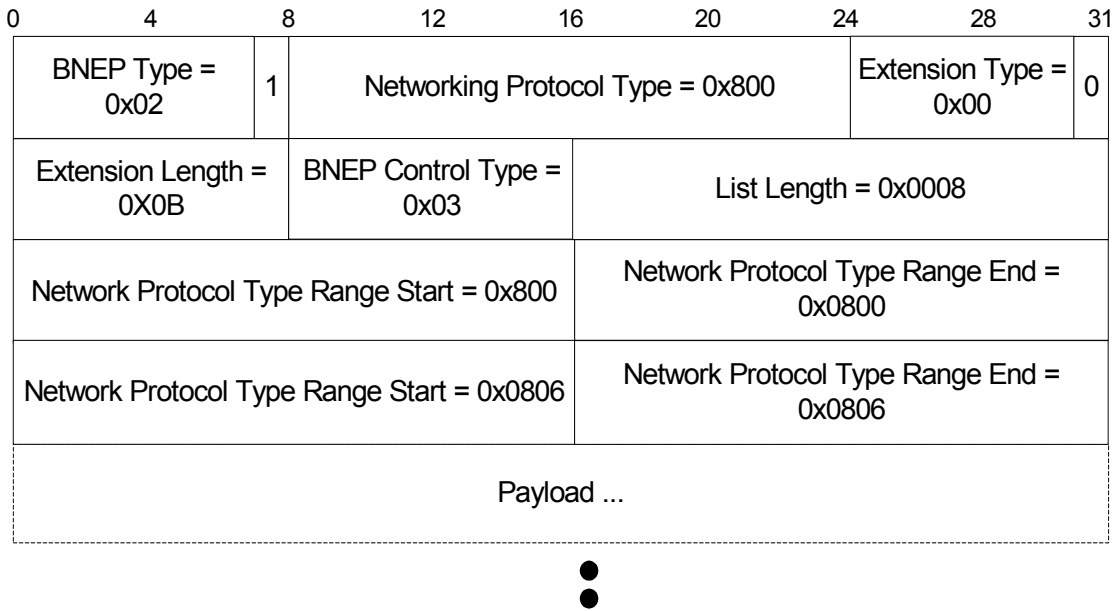 0 4 8 12 16 20 24 28 31
BNEP Type =
0x02
1
Networking Protocol Type = 0x800
Extension Type =
0x00
0
Extension Length =
0X0B
BNEP Control Type =
0x03
List Length = 0x0008
Network Protocol Type Range Start = 0x800
Network Protocol Type Range End =
0x0800
Network Protocol Type Range Start = 0x0806
Network Protocol Type Range End =
0x0806
Payload ...